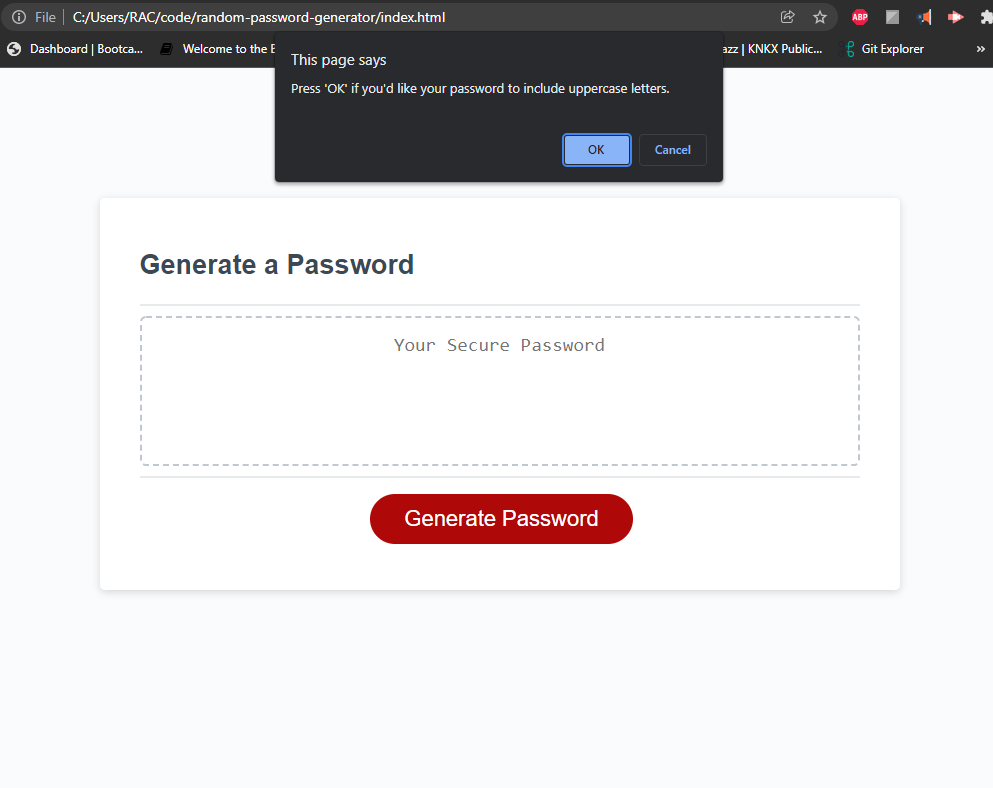 File C:/Users/RAC/code/random-password-generator/index.html
ABP
Dashboard | Bootca... Welcome to the | KNKX Public... Git Explorer »
This page says
Press 'OK' if you'd like your password to include uppercase letters.
OK Cancel
Generate a Password
Your Secure Password
Generate Password